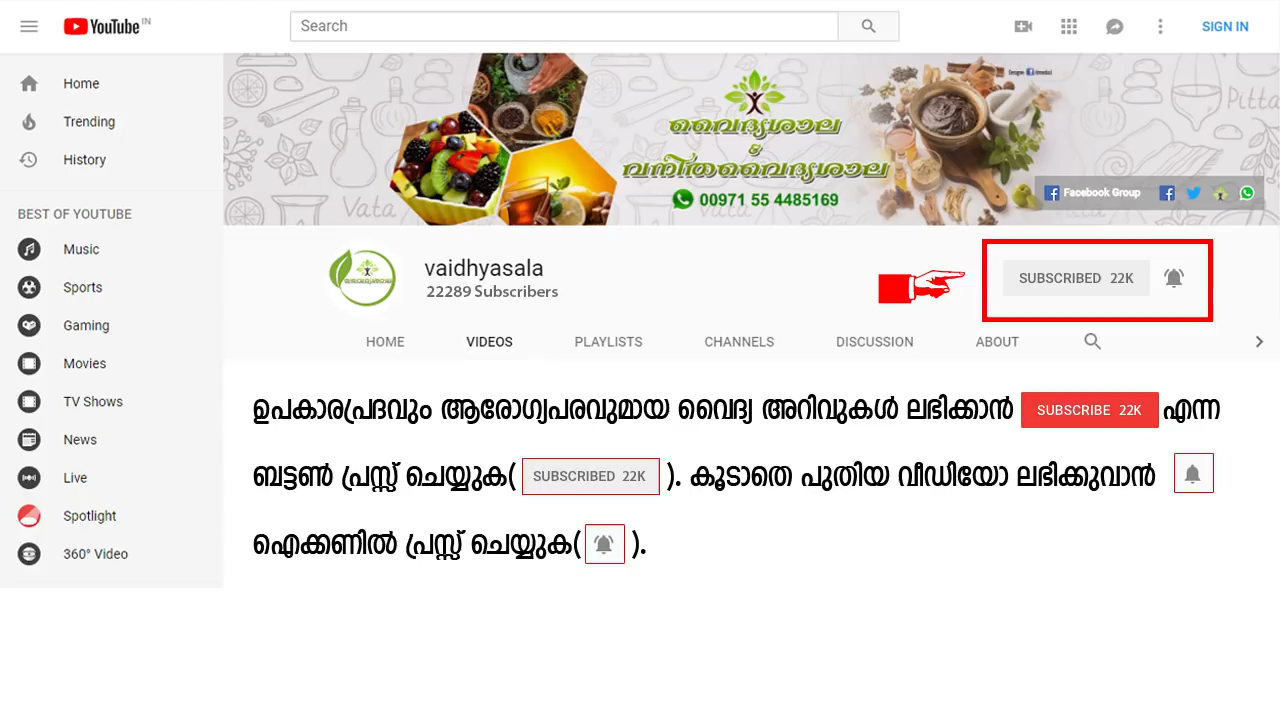 YouTube IN
Search
SIGN IN
Home
Trending
History
BEST OF YOUTUBE
Music
Sports
Gaming
Movies
TV Shows
News
Live
Spotlight
360° Video
Pitta
Vata
Vata
വൈദ്യശാല
&
വനിതവൈദ്യശാല
00971 55 4485169
Facebook Group
vaidhyasala
22289 Subscribers
SUBSCRIBED 22K
HOME VIDEOS PLAYLISTS CHANNELS DISCUSSION ABOUT
ഉപകാരപ്രദവും ആരോഗ്യപരവുമായ വൈദ്യ അറിവുകൾ ലഭിക്കാൻ SUBSCRIBE 22K എന്ന
ബട്ടൺ പ്രസ്സ് ചെയ്യുക( SUBSCRIBED 22K ). കൂടാതെ പുതിയ വീഡിയോ ലഭിക്കുവാൻ
ഐക്കണിൽ പ്രസ്സ് ചെയ്യുക( ).